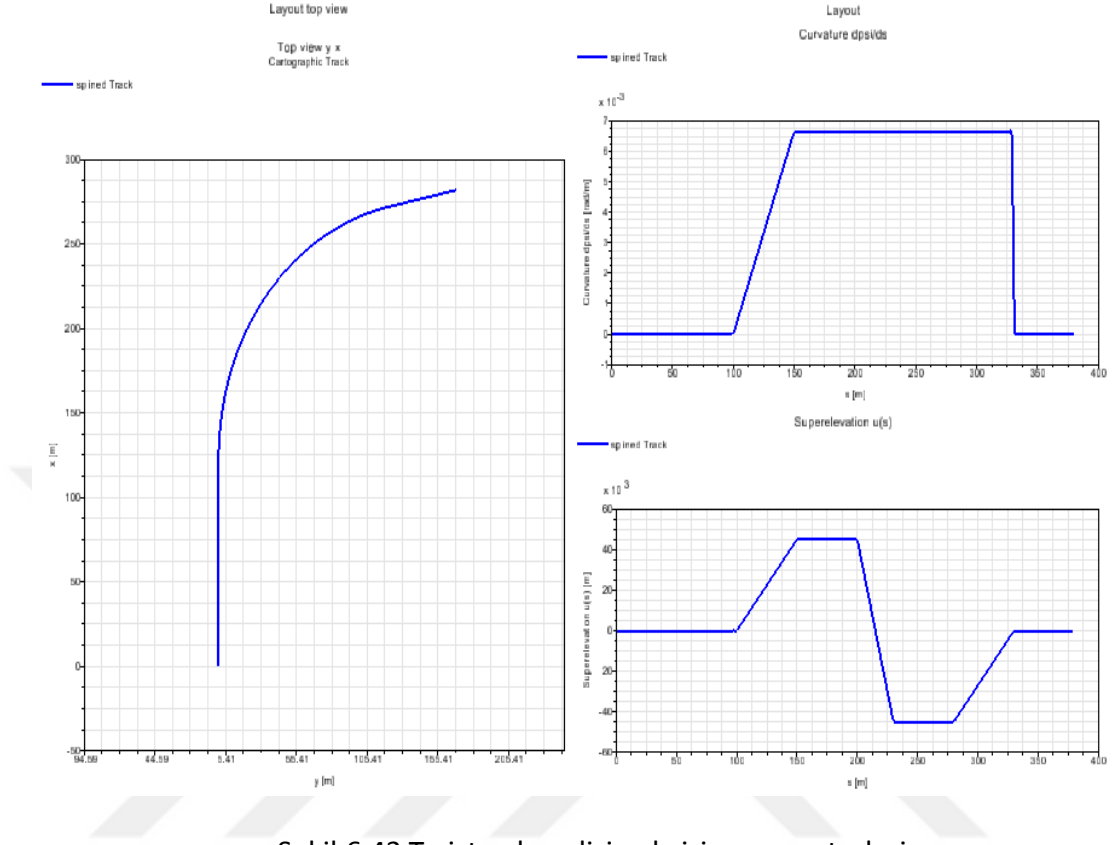 Layout top view
Top view y x
Cartographic Track
spined Track
300
250
200
150
100
50
0
-50
x [m]
94.59
44.59
5.41
55.41
105.41
155.41
205.41
y [m]
Layout
Curvature dpsi/ds
spined Track
x 10-3
7
6
5
4
3
2
1
0
-1
Curvature dpsi/ds [rad/m]
0
50
100
150
200
250
300
350
400
s [m]
Superelevation u(s)
spined Track
x 10 3
60
40
20
0
20
-40
-60
Superelevation u(s) [m]
0
50
100
150
200
250
300
350
400
s [m]